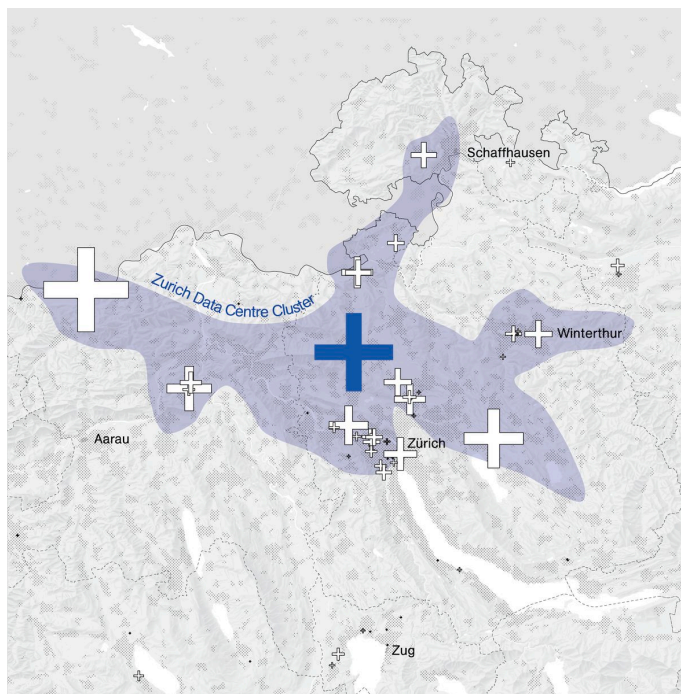 Schaffhausen
Zurich Data Centre Cluster
Winterthur
Aarau
Zürich
Zug